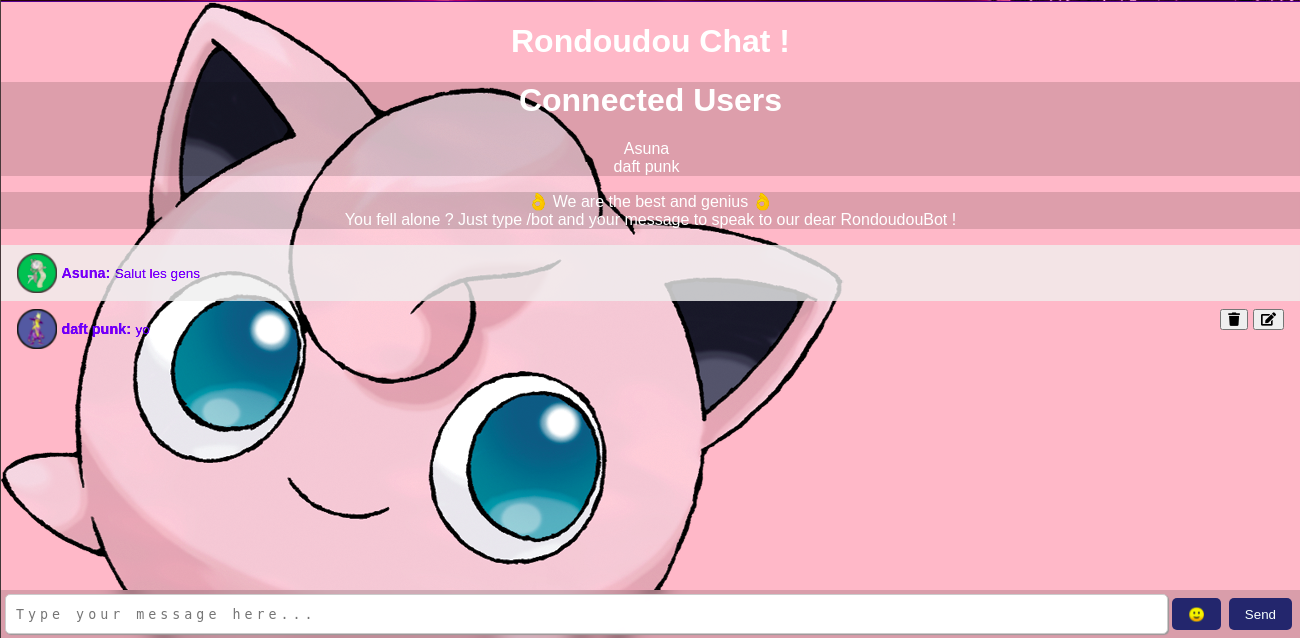 Rondoudou Chat !
Connected Users
Asuna
daft punk
👌 We are the best and genius 👌
You fell alone ? Just type /bot and your message to speak to our dear RondoudouBot !
Asuna: Salut les gens
daft punk: yo
Type your message here...
Send